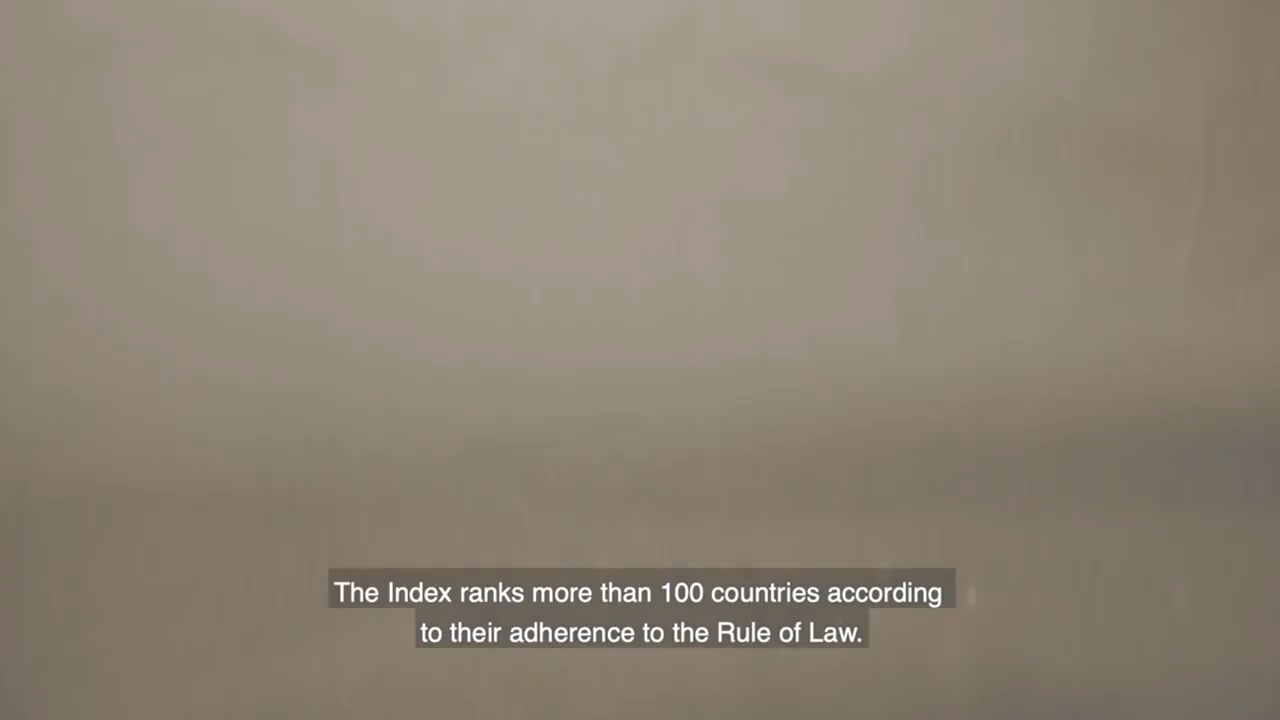 The Index ranks more than 100 countries according
to their adherence to the Rule of Law.